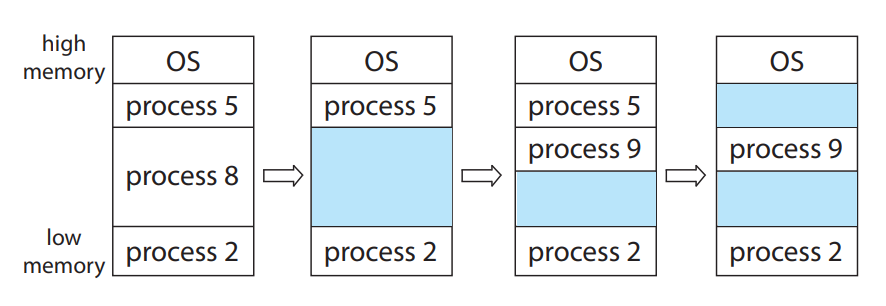 high
memory
OS
process 5
process 8
low
memory
process 2
OS
process 5
process 2
OS
process 5
process 9
process 2
OS
process 9
process 2